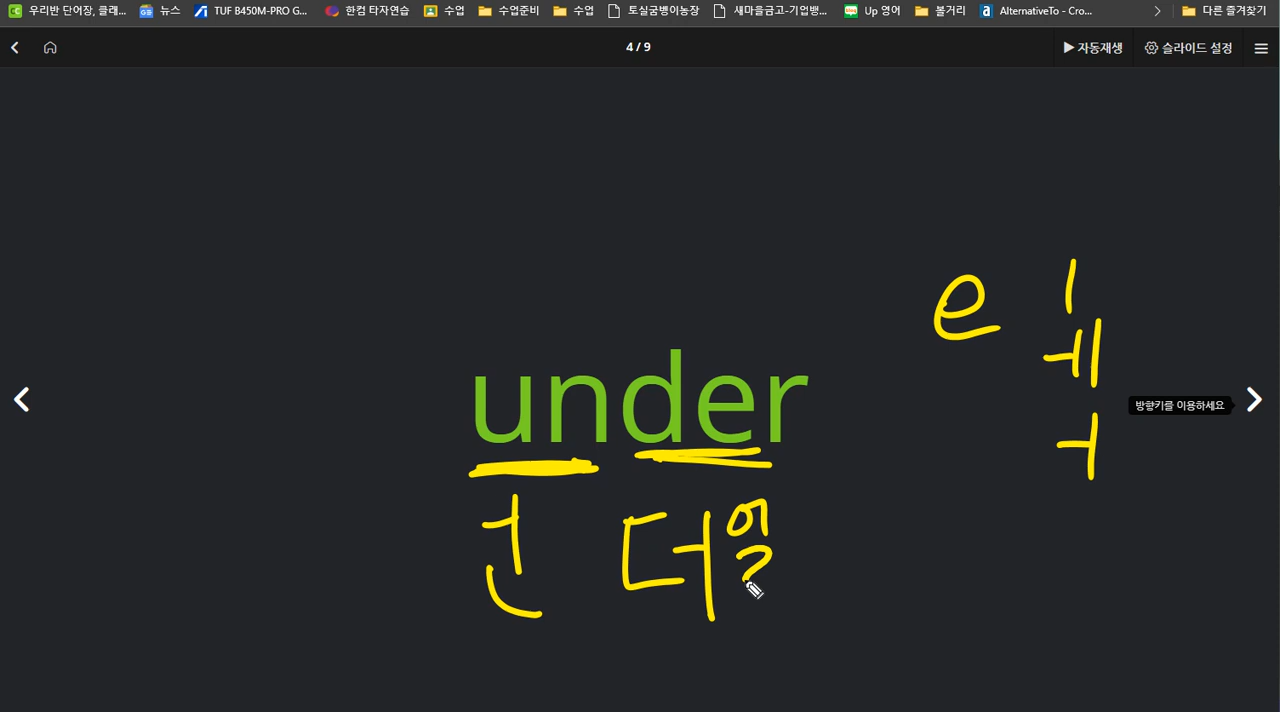 우리반 단어장, 클래... 뉴스 TUF B450M-PRO G... 한컴 타자연습 수업 수업준비 수업 토실굼벵이농장 새마을금고-기업뱅... Up 영어 볼거리 AlternativeTo - Cro... 다른 즐겨찾기
4 / 9 자동재생 슬라이드 설정
e ㅣ
ㅔ
under
방향키를 이용하세요
ㅓ
ㅓㄴ 더 얼